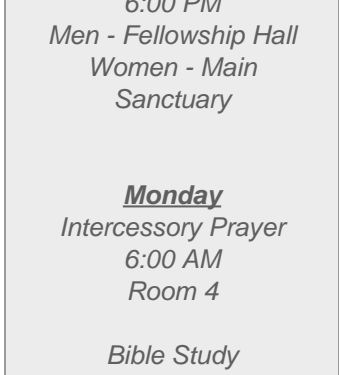 6:00 PM
Men - Fellowship Hall
Women - Main
Sanctuary
Monday
Intercessory Prayer
6:00 AM
Room 4
Bible Study